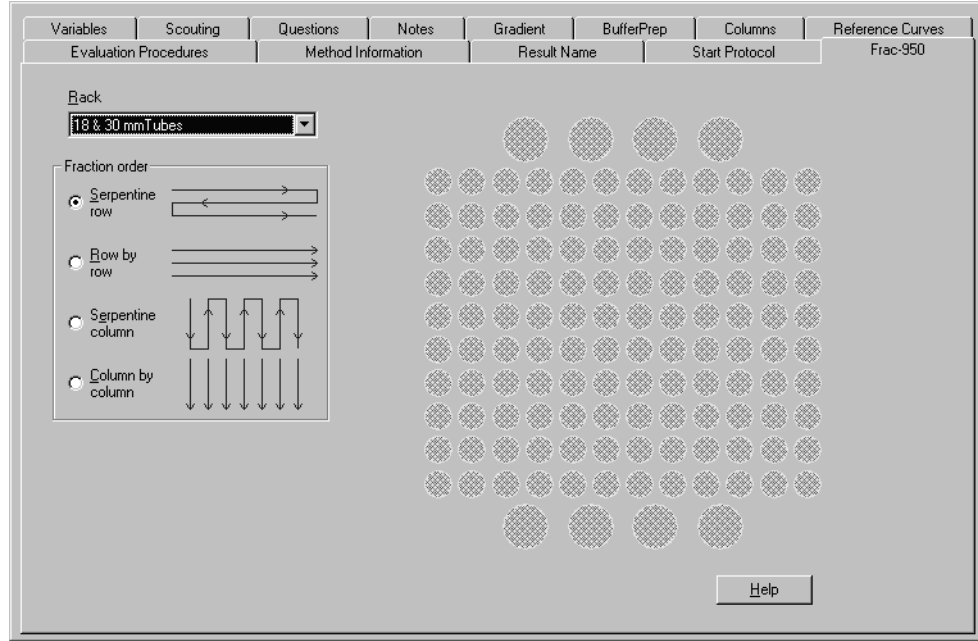 Variables Scouting Questions Notes Gradient BufferPrep Columns Reference Curves
Evaluation Procedures Method Information Result Name Start Protocol Frac-950
Rack
18 & 30 mmTubes
Fraction order
Serpentine
row
Row by
row
Serpentine
column
Column by
column
Help